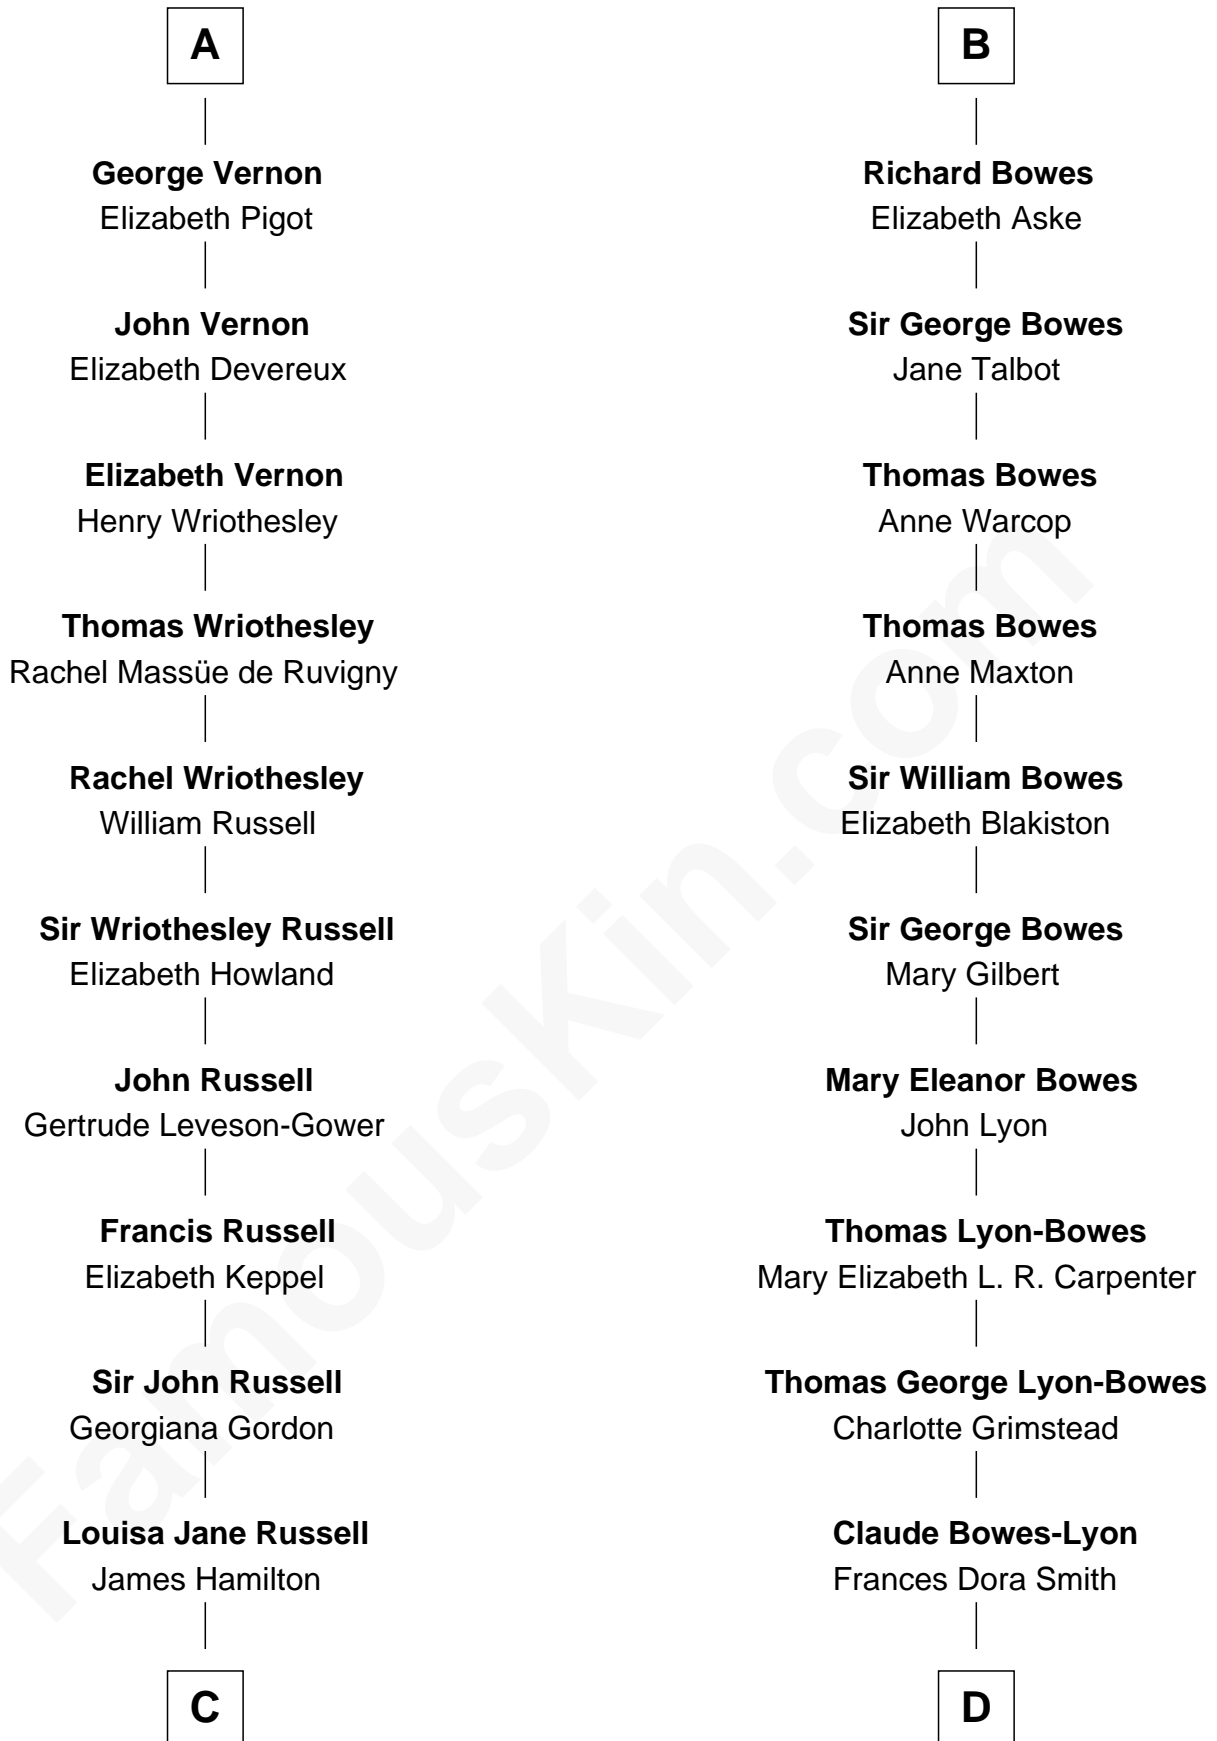 A
George Vernon
Elizabeth Pigot
John Vernon
Elizabeth Devereux
Elizabeth Vernon
Henry Wriothesley
Thomas Wriothesley
Rachel Massüe de Ruvigny
Rachel Wriothesley
William Russell
Sir Wriothesley Russell
Elizabeth Howland
John Russell
Gertrude Leveson-Gower
Francis Russell
Elizabeth Keppel
Sir John Russell
Georgiana Gordon
Louisa Jane Russell
James Hamilton
C
B
Richard Bowes
Elizabeth Aske
Sir George Bowes
Jane Talbot
Thomas Bowes
Anne Warcop
Thomas Bowes
Anne Maxton
Sir William Bowes
Elizabeth Blakiston
Sir George Bowes
Mary Gilbert
Mary Eleanor Bowes
John Lyon
Thomas Lyon-Bowes
Mary Elizabeth L. R. Carpenter
Thomas George Lyon-Bowes
Charlotte Grimstead
Claude Bowes-Lyon
Frances Dora Smith
D
FamousKin.com